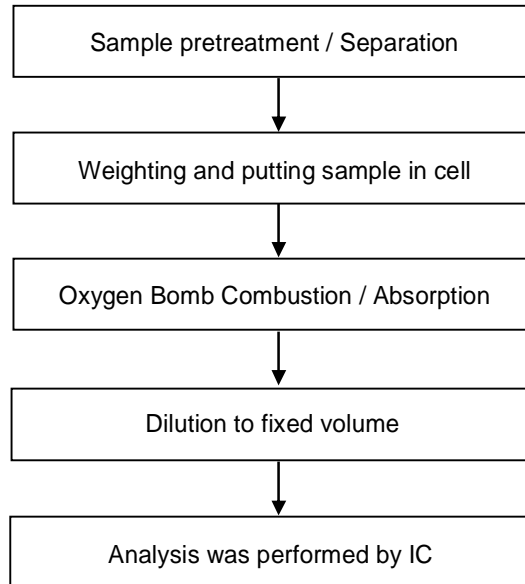 Sample pretreatment / Separation
Weighting and putting sample in cell
Oxygen Bomb Combustion / Absorption
Dilution to fixed volume
Analysis was performed by IC